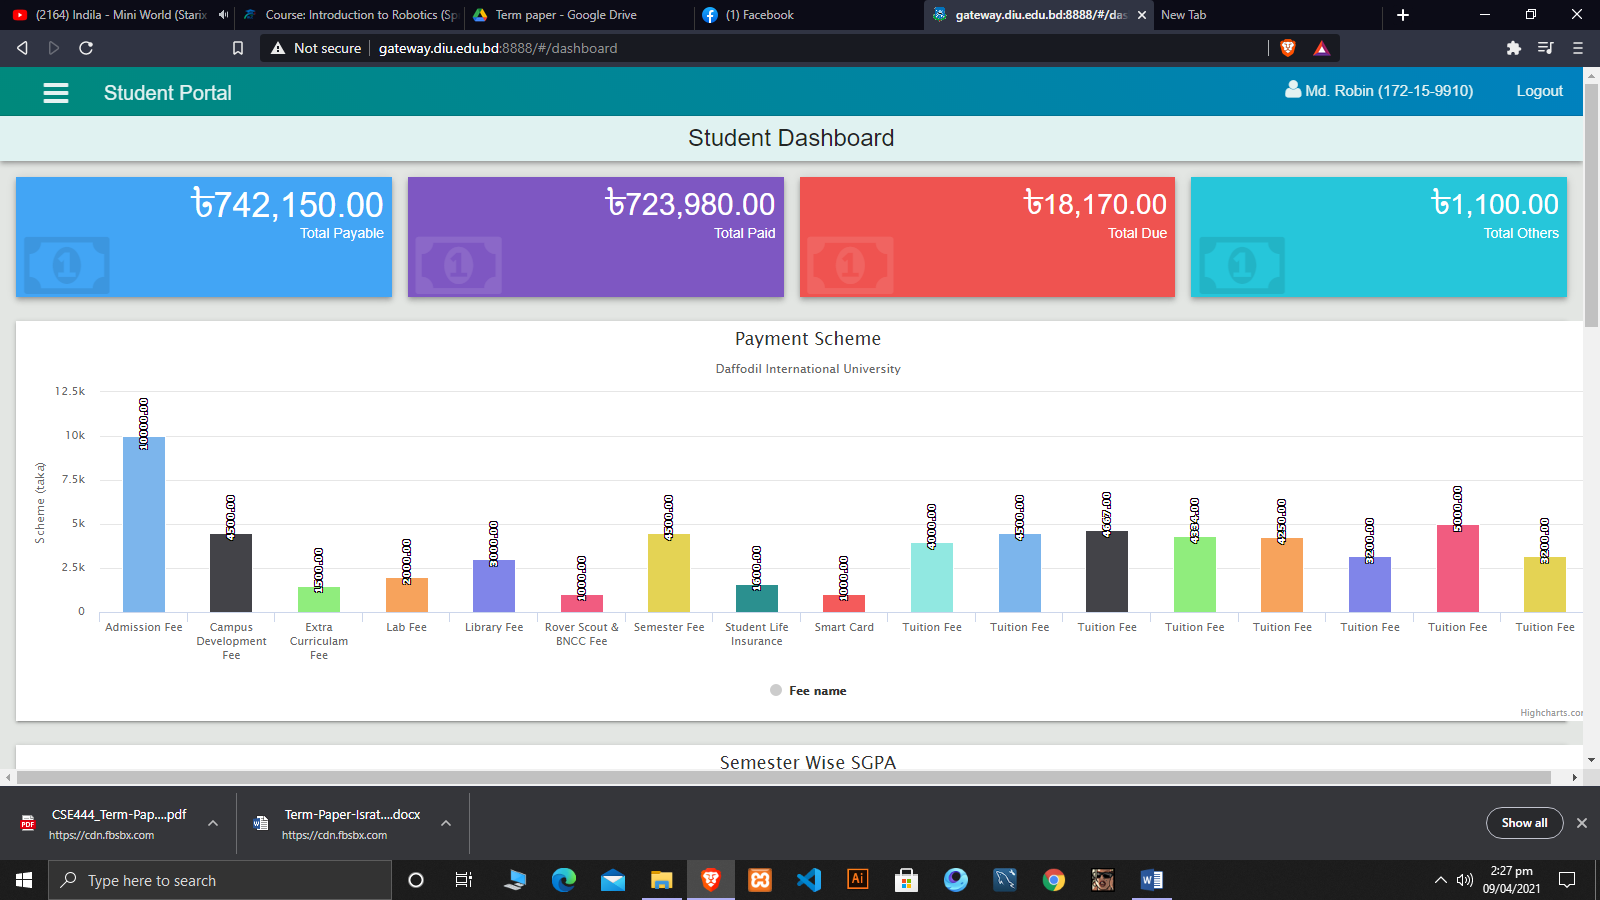 (2164) Indila - Mini World (Starix
Course: Introduction to Robotics (Sp
Term paper - Google Drive
(1) Facebook
gateway.diu.edu.bd:8888/#/das
New Tab
Not secure
gateway.diu.edu.bd:8888/#/dashboard
Student Portal
Md. Robin (172-15-9910)
Logout
Student Dashboard
৳742,150.00
Total Payable
৳723,980.00
Total Paid
৳18,170.00
Total Due
৳1,100.00
Total Others
Payment Scheme
Daffodil International University
Scheme (taka)
12.5k
10k
7.5k
5k
2.5k
0
10000.00
4500.00
1500.00
2000.00
3000.00
1000.00
4500.00
1600.00
1000.00
4000.00
4500.00
4667.00
4334.00
4250.00
3200.00
5000.00
3200.00
Admission Fee
Campus
Development
Fee
Extra
Curriculam
Fee
Lab Fee
Library Fee
Rover Scout &
BNCC Fee
Semester Fee
Student Life
Insurance
Smart Card
Tuition Fee
Tuition Fee
Tuition Fee
Tuition Fee
Tuition Fee
Tuition Fee
Tuition Fee
Tuition Fee
Fee name
Highcharts.com
Semester Wise SGPA
CSE444_Term-Pap....pdf
https://cdn.fbsbx.com
Term-Paper-Israt....docx
https://cdn.fbsbx.com
Show all
Type here to search
2:27 pm
09/04/2021